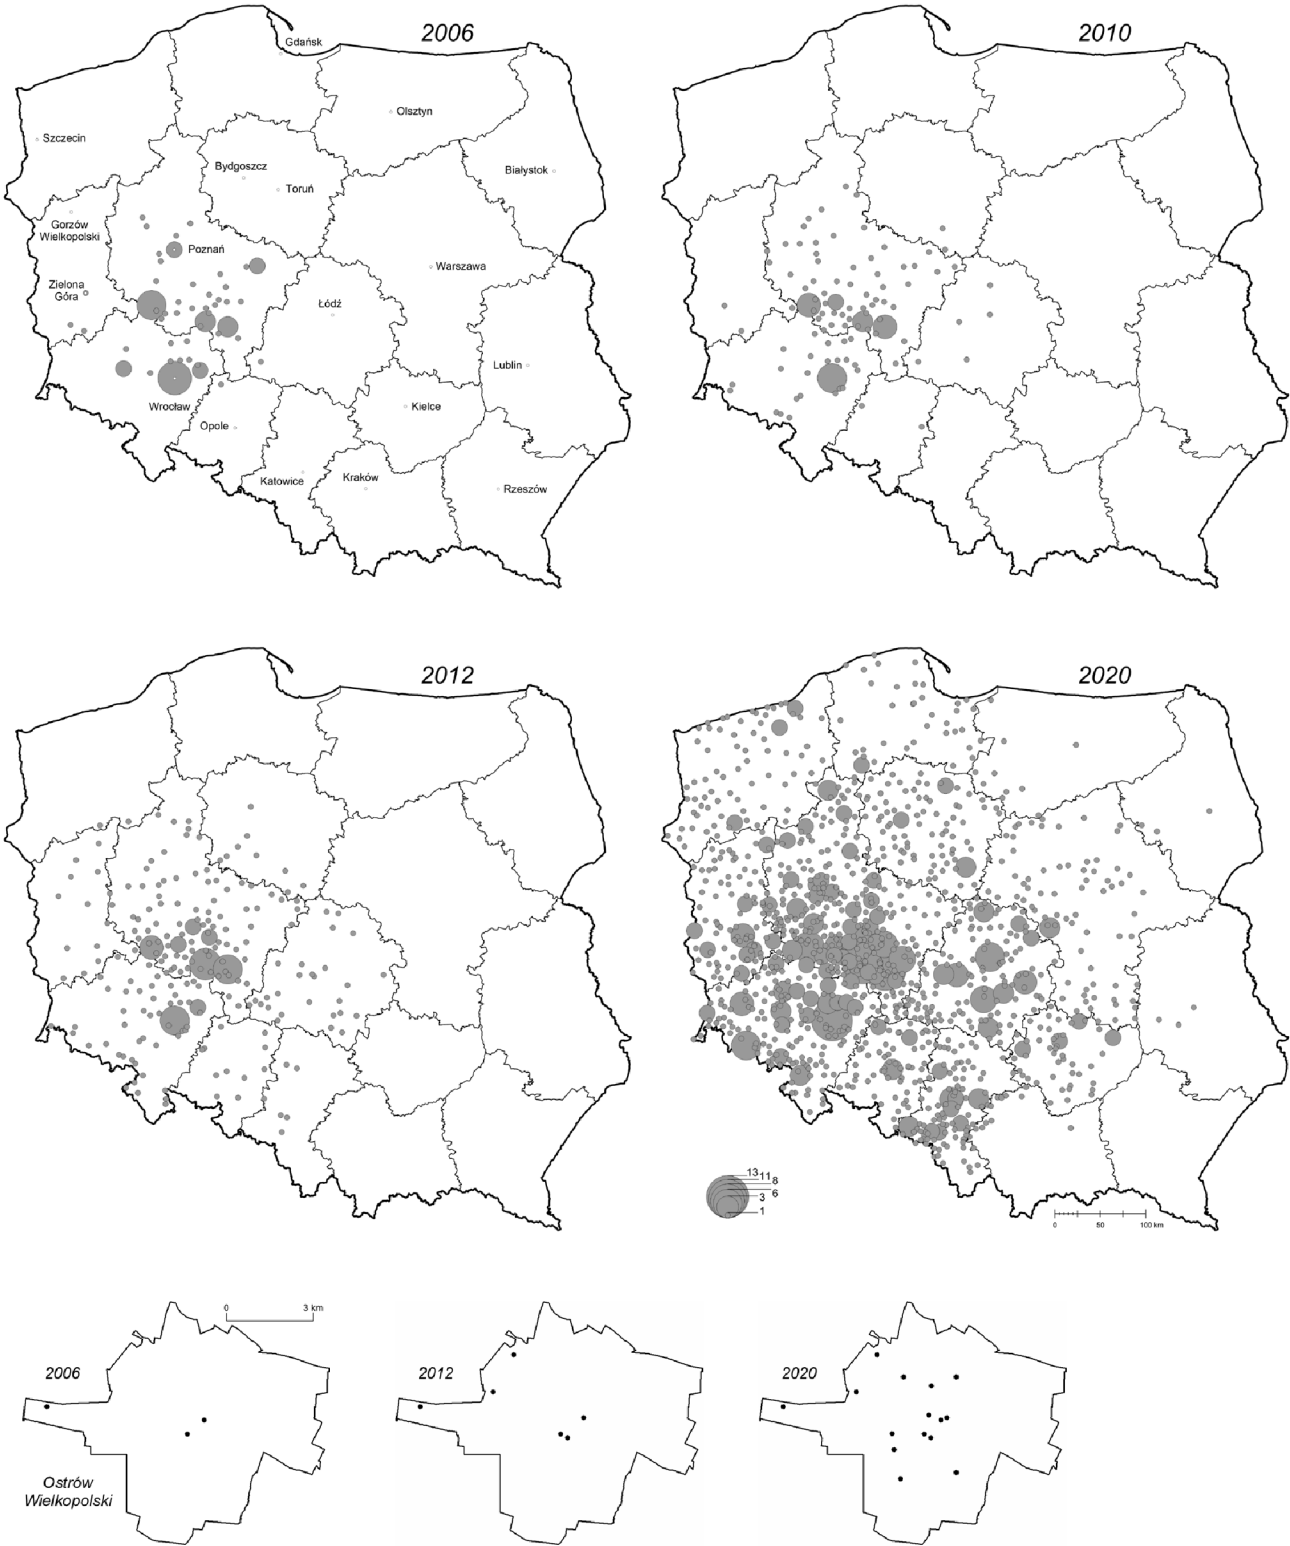 2006
2010
Gdańsk
Olsztyn
Szczecin
Bydgoszcz
Białystok
Toruń
Gorzów
Wielkopolski
Poznań
Warszawa
Zielona
Góra
Łódź
Lublin
Wrocław
Kielce
Opole
Katowice
Kraków
Rzeszów
2012
2020
13
11
8
6
3
1
0 50 100 km
0 3 km
2006
2012
2020
Ostrów
Wielkopolski